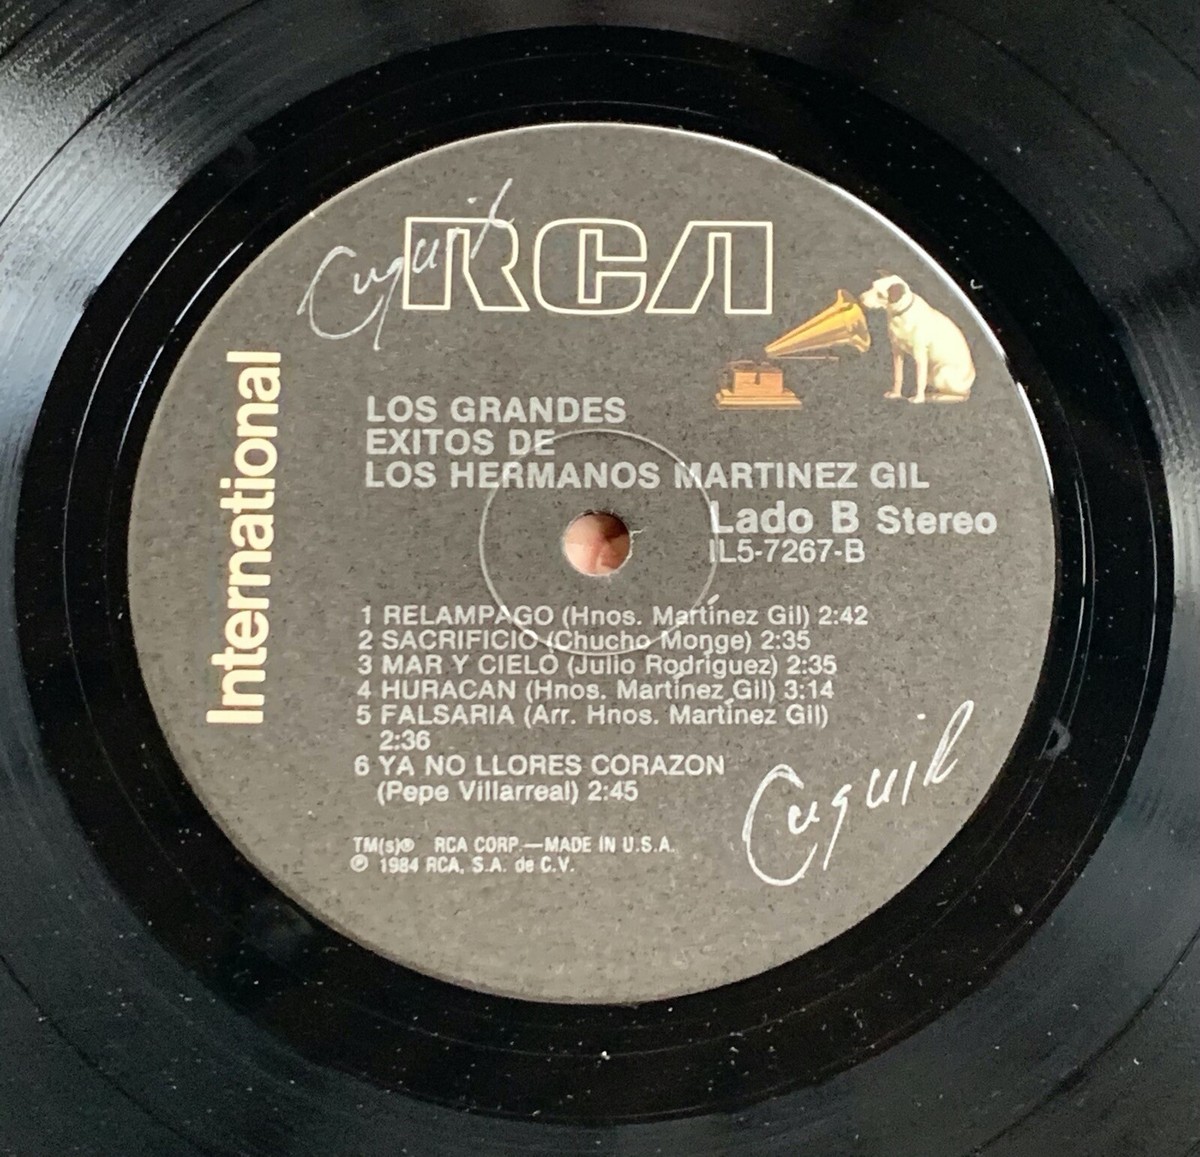 Cuquil
RCA
International
LOS GRANDES
EXITOS DE
LOS HERMANOS MARTINEZ GIL
Lado B Stereo
IL5-7267-B
1 RELAMPAGO (Hnos. Martínez Gil) 2:42
2 SACRIFICIO (Chucho Monge) 2:35
3 MAR Y CIELO (Julio Rodríguez) 2:35
4 HURACAN (Hnos. Martínez Gil) 3:14
5 FALSARIA (Arr. Hnos. Martínez Gil)
2:36
6 YA NO LLORES CORAZON
(Pepe Villarreal) 2:45
TM(s)® RCA CORP.—MADE IN U.S.A.
℗ 1984 RCA, S.A. de C.V.
Cuquil